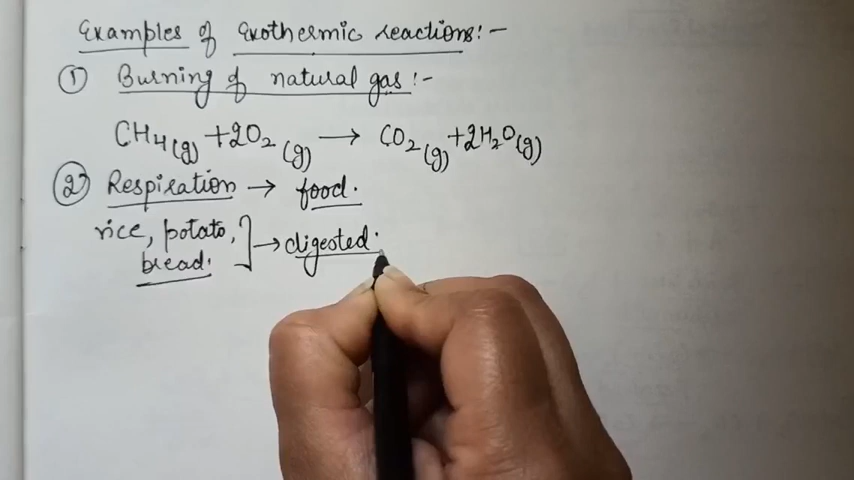 Examples of Exothermic reactions:-
① Burning of natural gas:-
CH4(g) + 2O2(g) → CO2(g) + 2H2O(g)
② Respiration → food.
rice, potato, bread.] → digested.